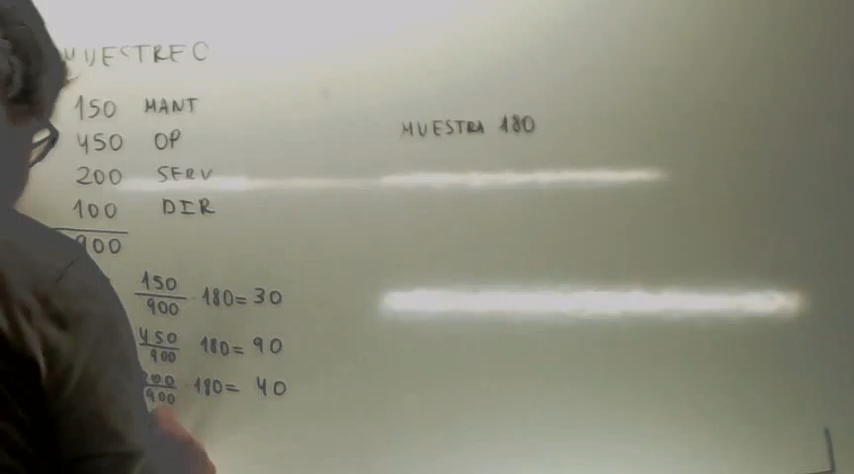 MUESTREO
150 MANT
450 OP
MUESTRA 180
200 SERV
100 DIR
900
150/900 · 180 = 30
450/900 180 = 90
200/900 · 180 = 40